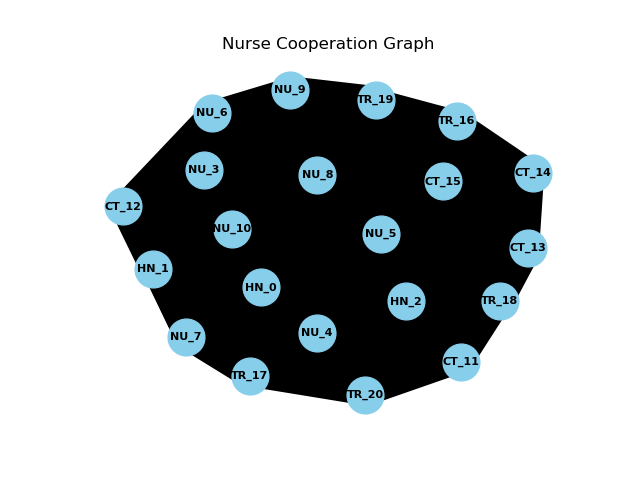 Nurse Cooperation Graph
NU_9
TR_19
NU_6
TR_16
NU_3
NU_8
CT_14
CT_15
CT_12
NU_10
NU_5
CT_13
HN_1
HN_0
HN_2
TR_18
NU_4
NU_7
CT_11
TR_17
TR_20